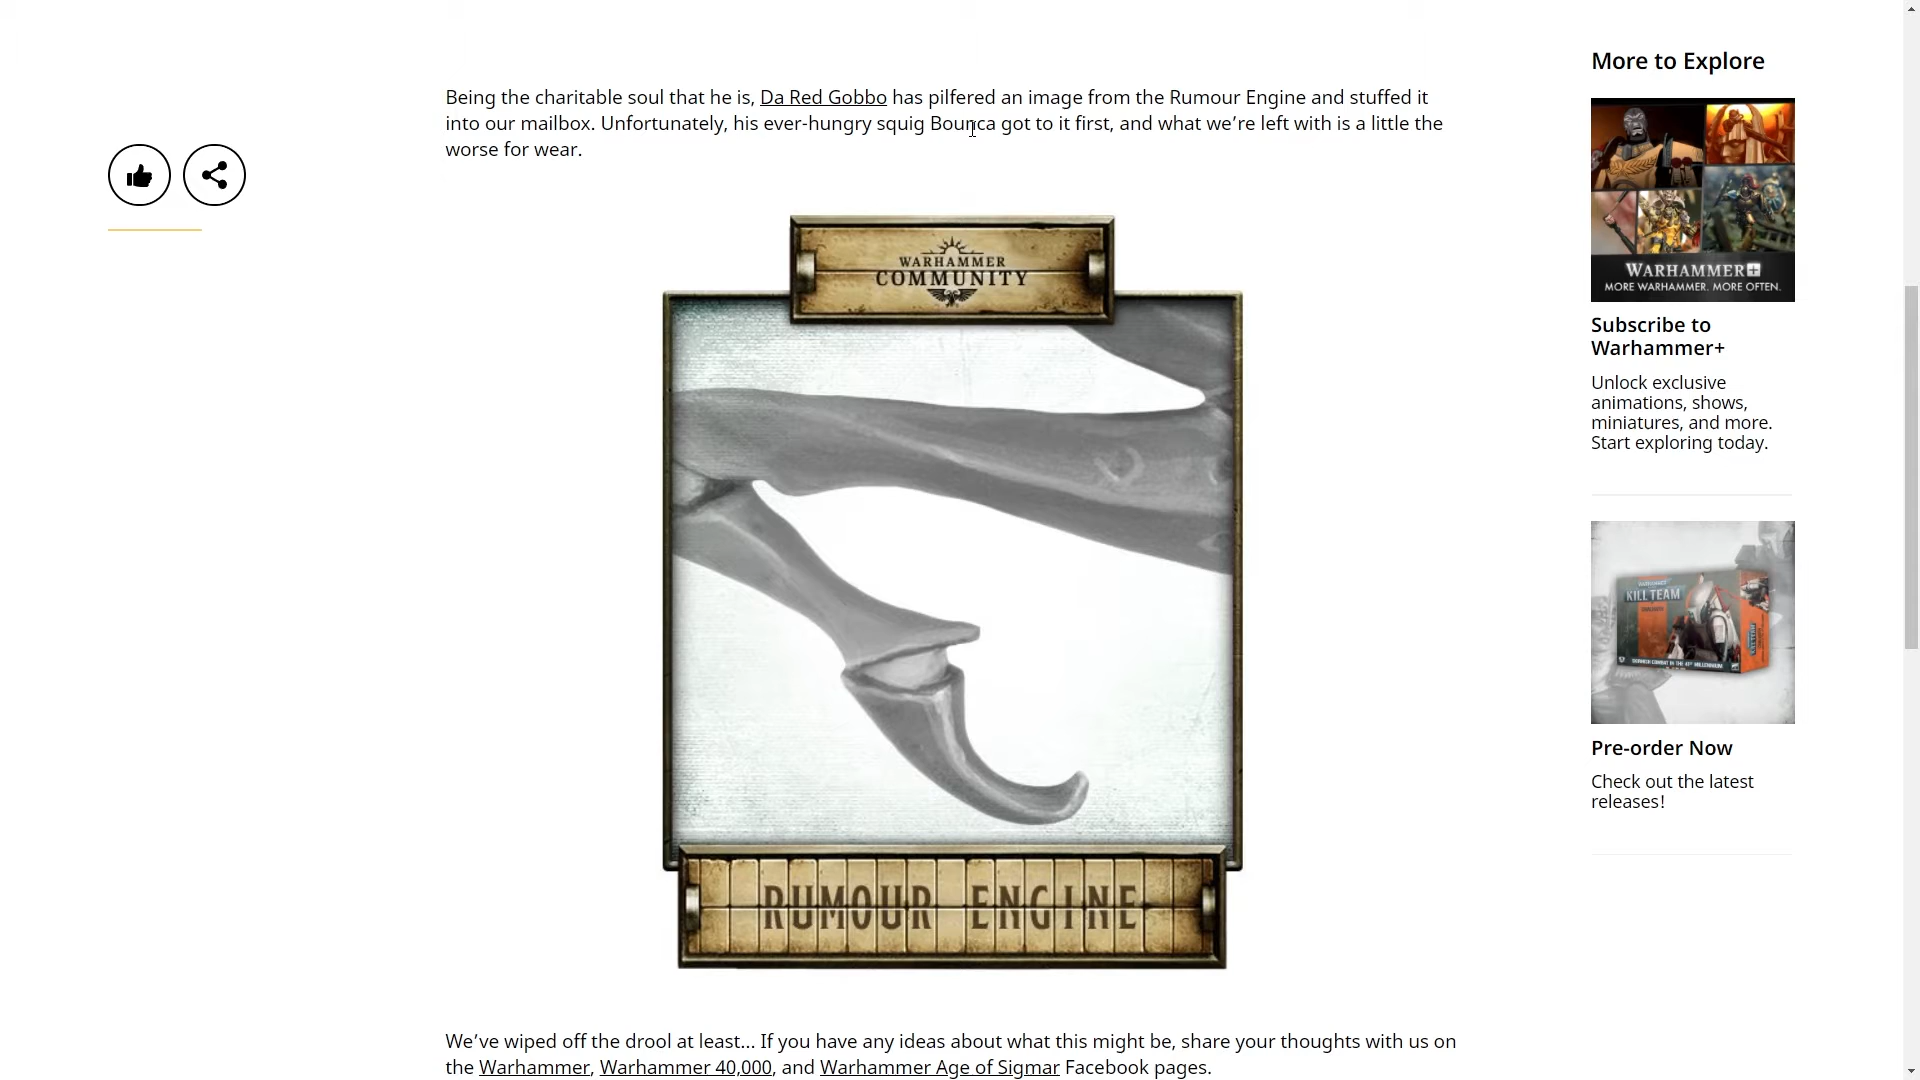 Being the charitable soul that he is, Da Red Gobbo has pilfered an image from the Rumour Engine and stuffed it
into our mailbox. Unfortunately, his ever-hungry squig Bounca got to it first, and what we’re left with is a little the
worse for wear.
WARHAMMER
COMMUNITY
RUMOUR ENGINE
We’ve wiped off the drool at least… If you have any ideas about what this might be, share your thoughts with us on
the Warhammer, Warhammer 40,000, and Warhammer Age of Sigmar Facebook pages.
More to Explore
WARHAMMER+
MORE WARHAMMER. MORE OFTEN.
Subscribe to
Warhammer+
Unlock exclusive
animations, shows,
miniatures, and more.
Start exploring today.
KILL TEAM
Pre-order Now
Check out the latest
releases!